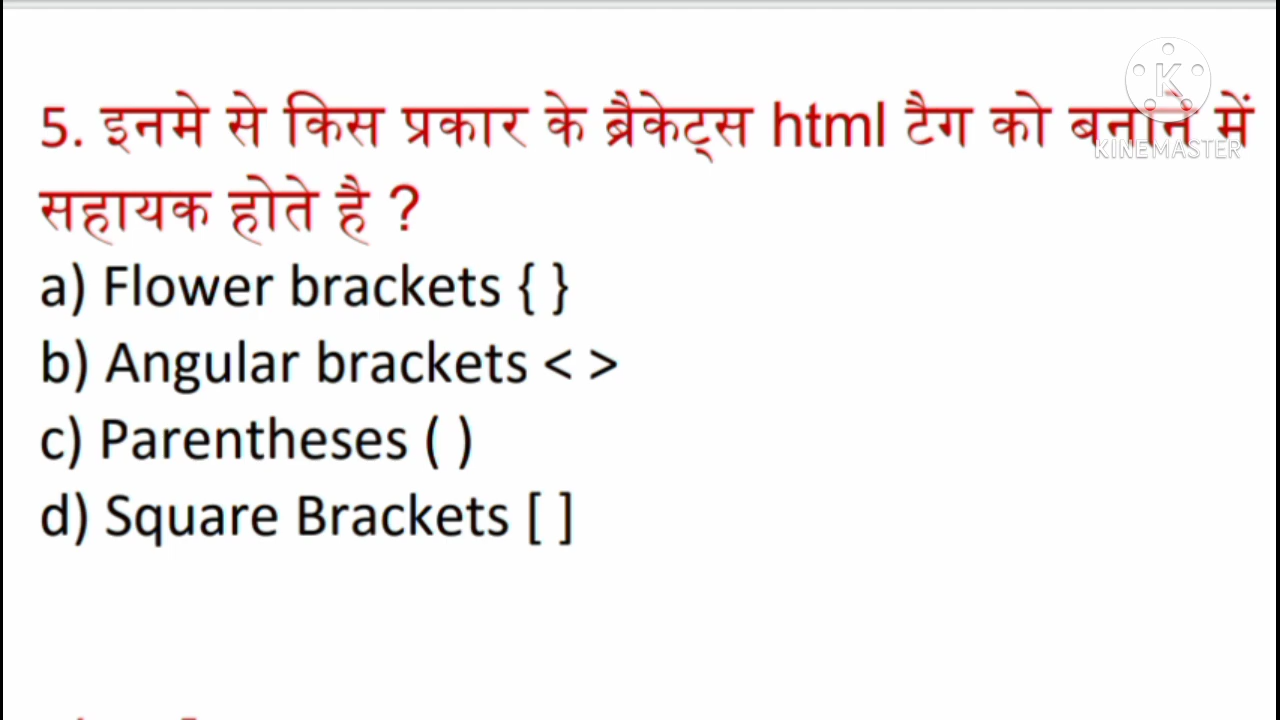 5. इनमे से किस प्रकार के ब्रैकेट्स html टैग को बनाने में
सहायक होते है ?
a) Flower brackets { }
b) Angular brackets < >
c) Parentheses ( )
d) Square Brackets [ ]
K
KINEMASTER